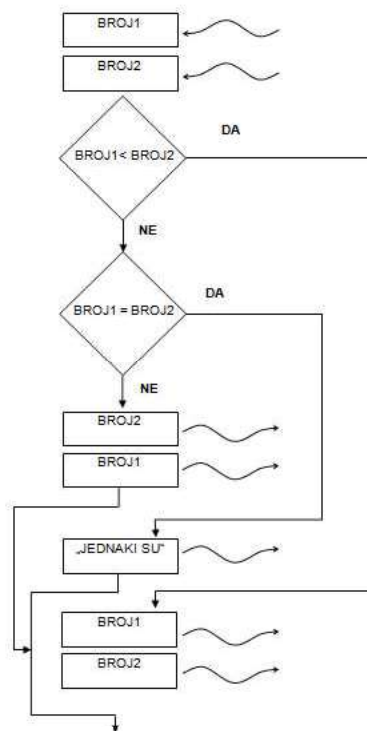 BROJ1
BROJ2
DA
BROJ1< BROJ2
NE
DA
BROJ1 = BROJ2
NE
BROJ2
BROJ1
„JEDNAKI SU“
BROJ1
BROJ2